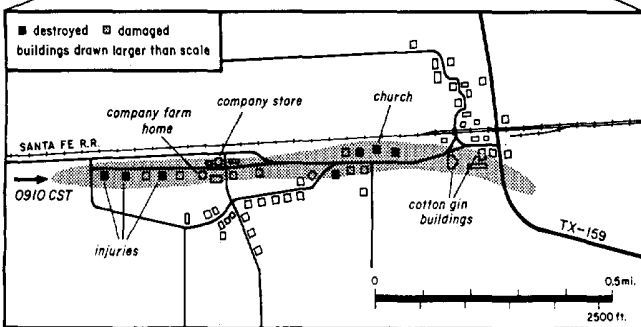 destroyed damaged
buildings drawn larger than scale
company farm
home
company store
church
SANTA FE R.R.
0910 CST
injuries
cotton gin
buildings
TX-159
0 0.5mi.
2500 ft.